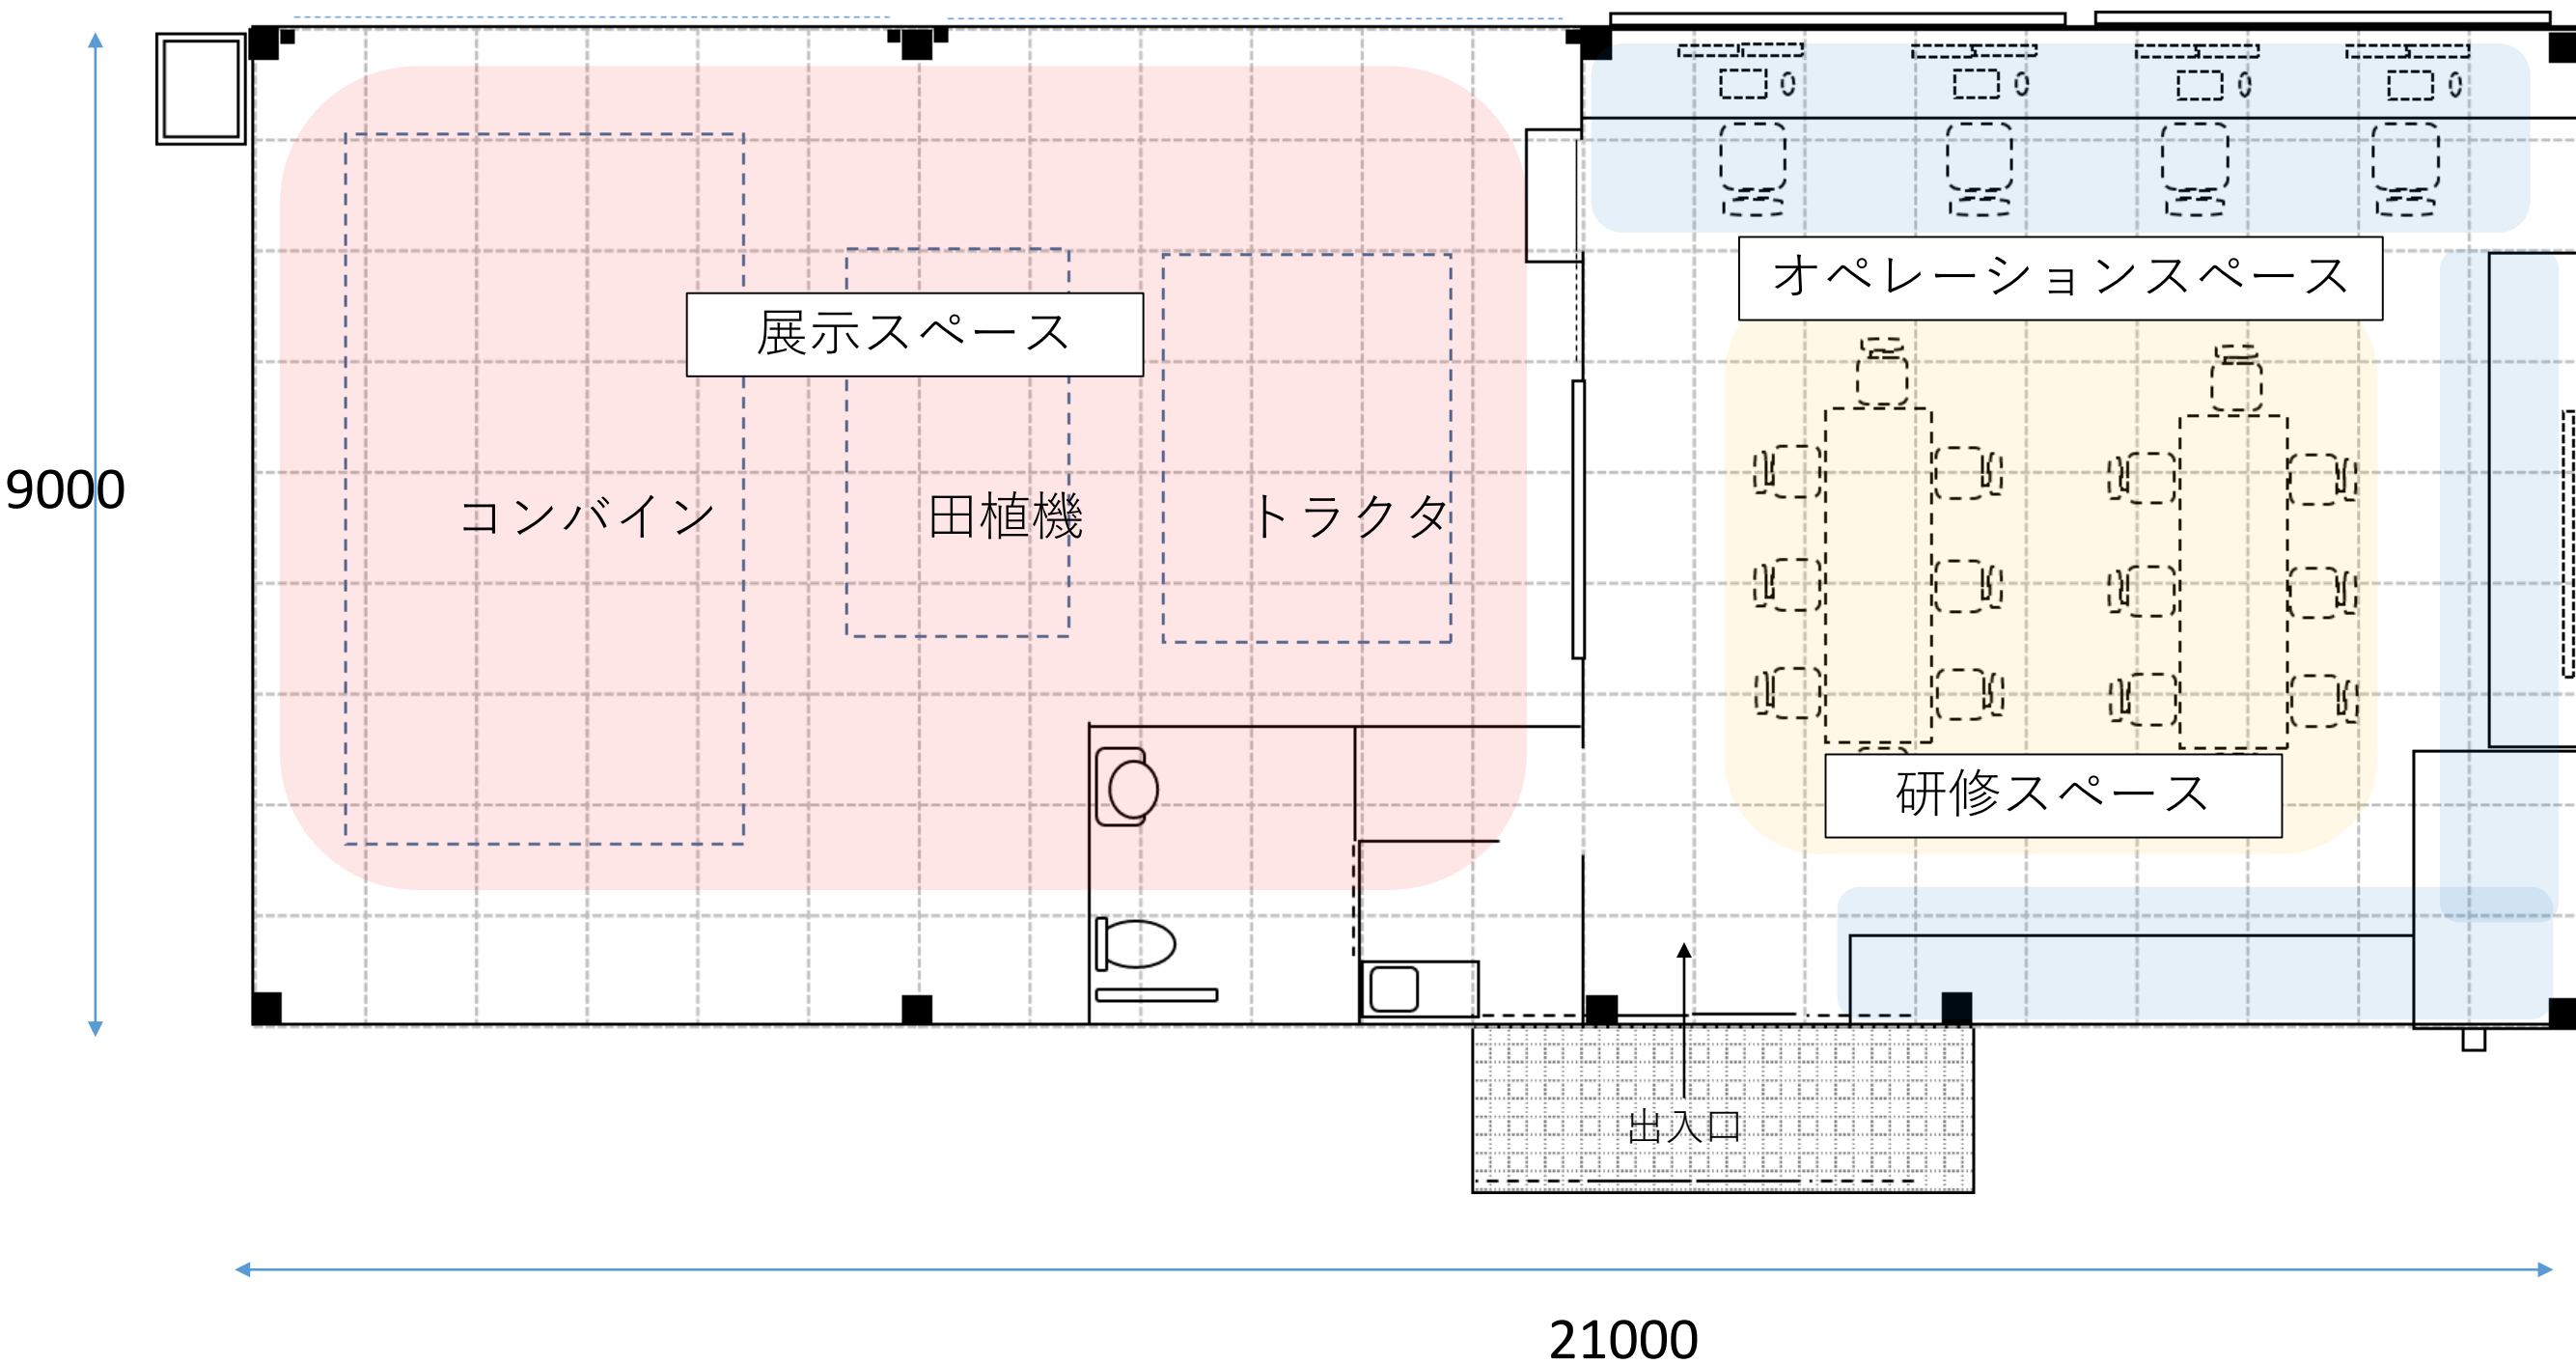 オペレーションスペース
展示スペース
9000
コンバイン
田植機
トラクタ
研修スペース
出入口
21000